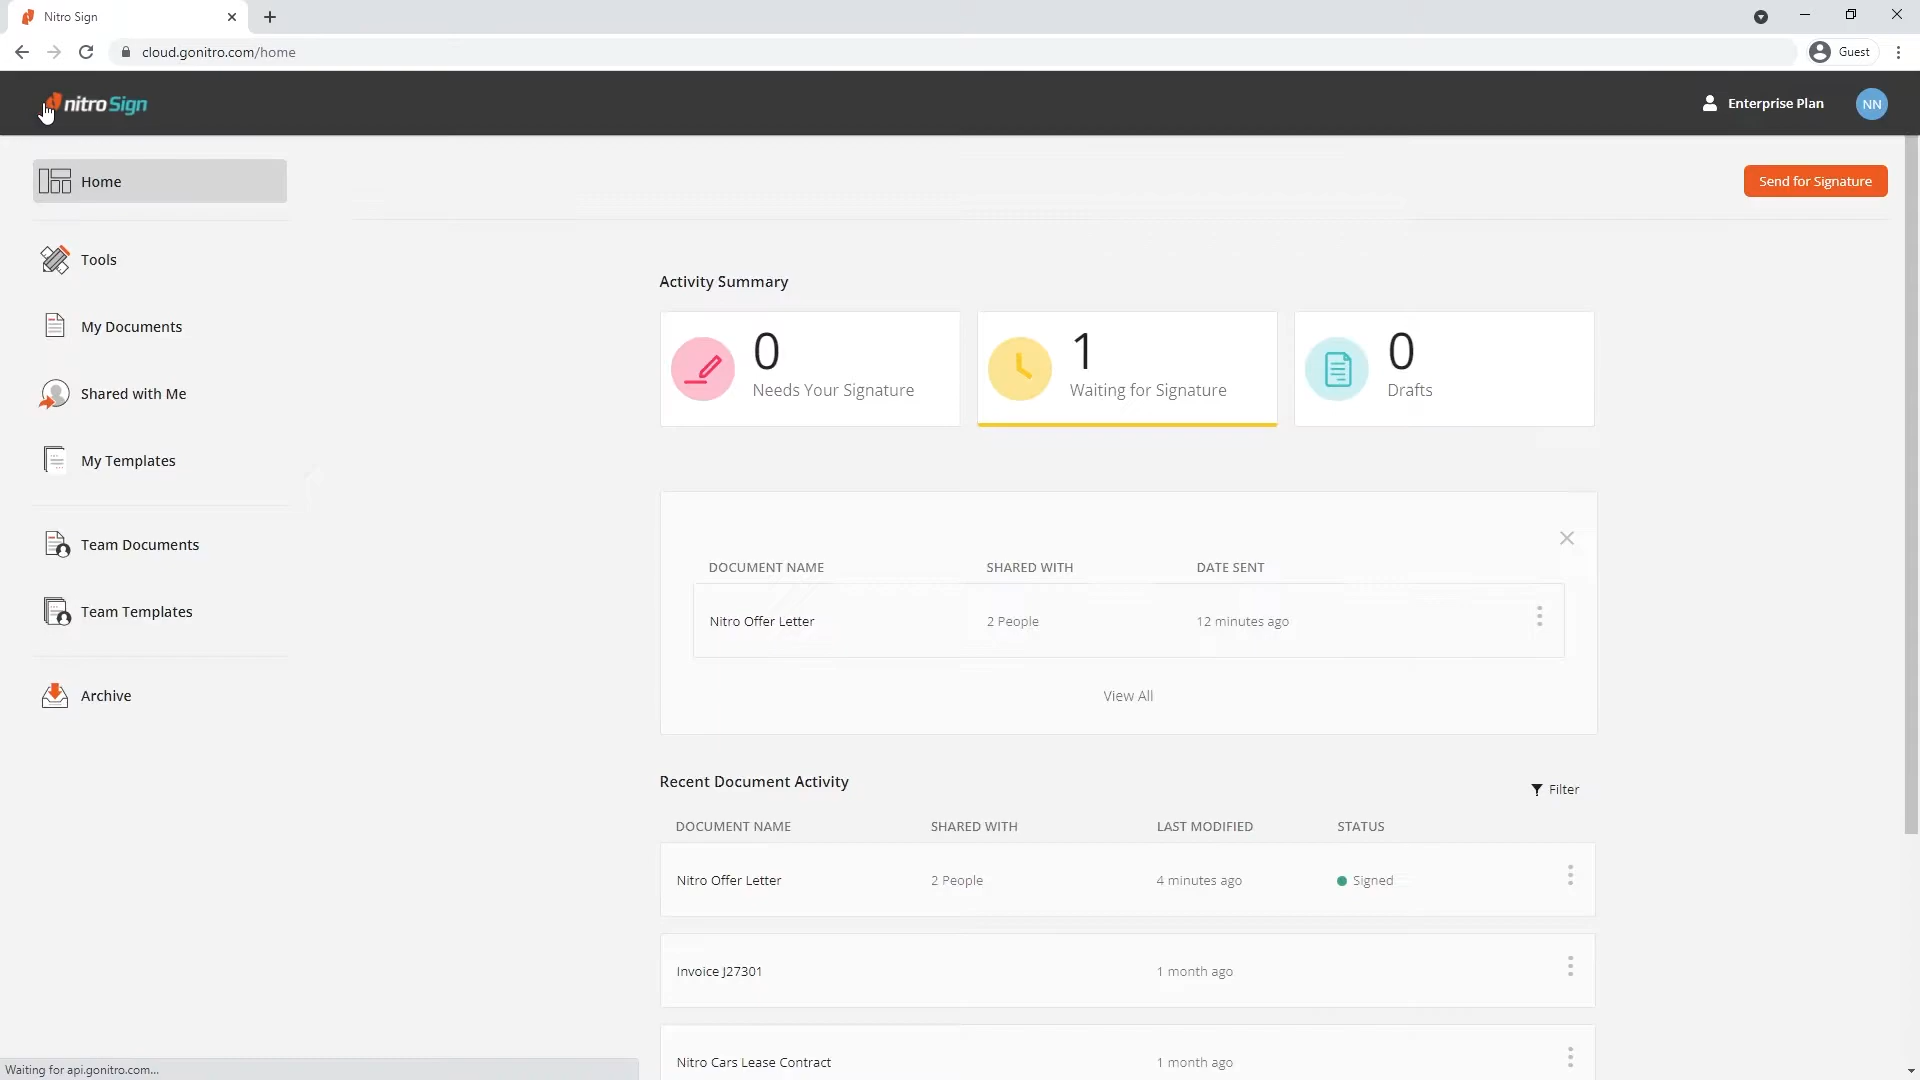 Nitro Sign
cloud.gonitro.com/home
Guest
nitro Sign
Enterprise Plan
NN
Home
Send for Signature
Tools
My Documents
Shared with Me
My Templates
Team Documents
Team Templates
Archive
Activity Summary
0
Needs Your Signature
1
Waiting for Signature
0
Drafts
DOCUMENT NAME SHARED WITH DATE SENT
Nitro Offer Letter 2 People 12 minutes ago
View All
Recent Document Activity
Filter
DOCUMENT NAME SHARED WITH LAST MODIFIED STATUS
Nitro Offer Letter 2 People 4 minutes ago Signed
Invoice J27301 1 month ago
Nitro Cars Lease Contract 1 month ago
Waiting for api.gonitro.com...